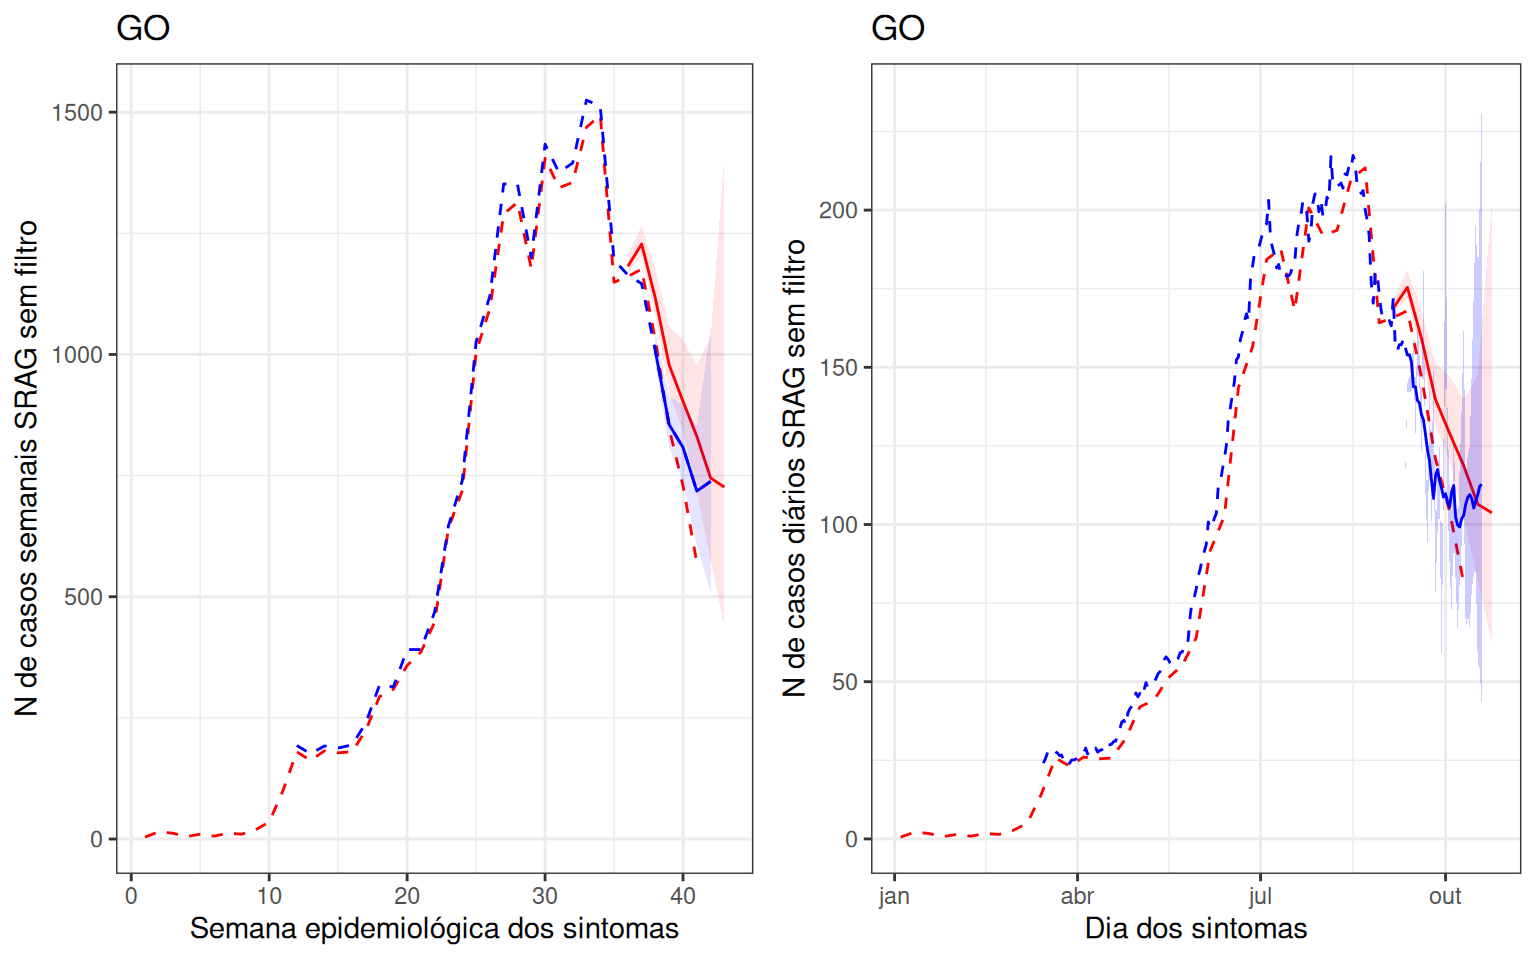 GO
N de casos semanais SRAG sem filtro
1500
1000
500
0
0 10 20 30 40
Semana epidemiológica dos sintomas
GO
N de casos diários SRAG sem filtro
200
150
100
50
0
jan abr jul out
Dia dos sintomas